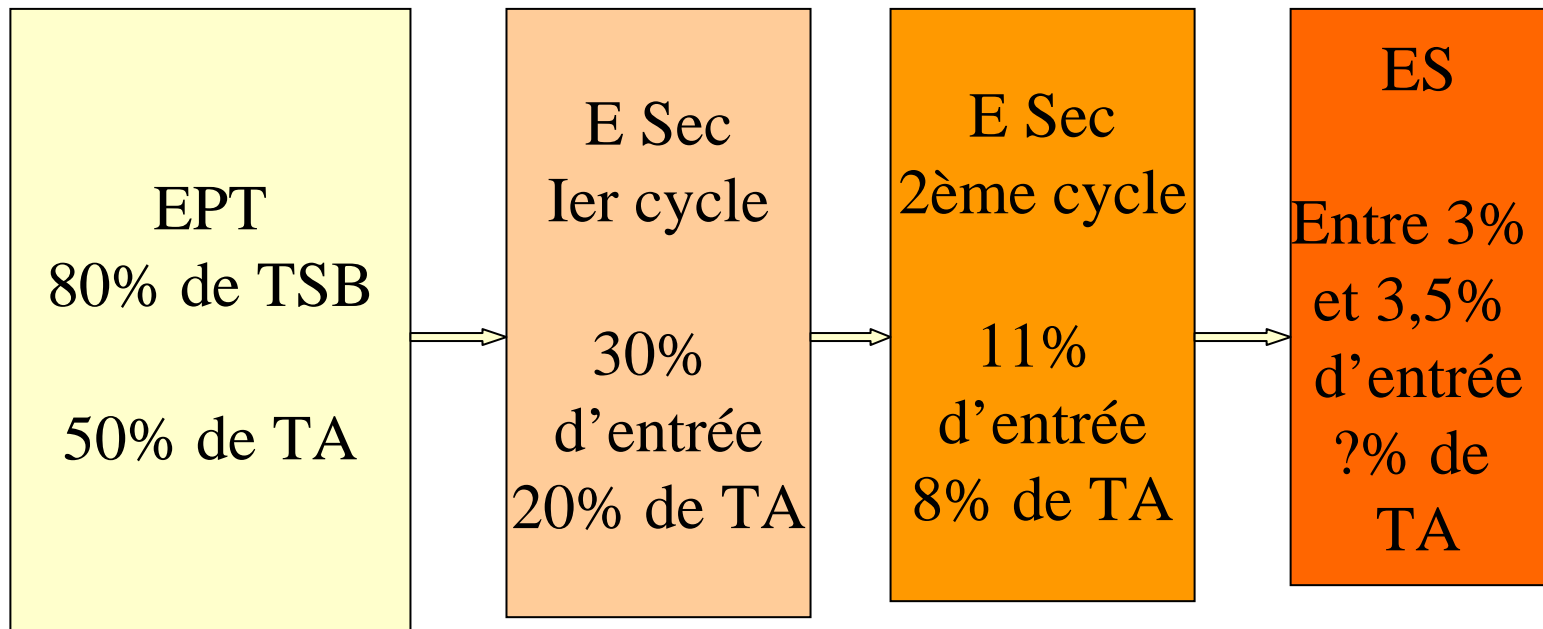 EPT
80% de TSB
50% de TA
E Sec
Ier cycle
30%
d’entrée
20% de TA
E Sec
2ème cycle
11%
d’entrée
8% de TA
ES
Entre 3%
et 3,5%
d’entrée
?% de
TA